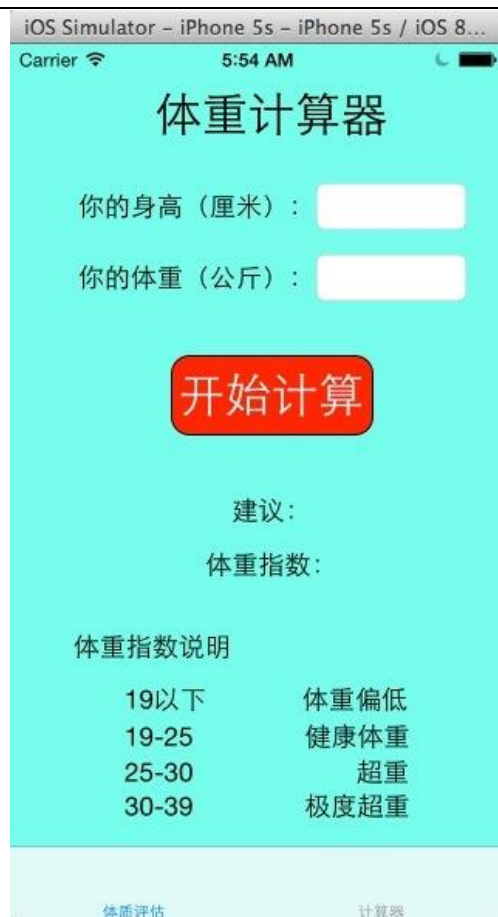 iOS Simulator – iPhone 5s – iPhone 5s / iOS 8...
Carrier 5:54 AM
体重计算器
你的身高（厘米）：
你的体重（公斤）：
开始计算
建议：
体重指数：
体重指数说明
19以下 体重偏低
19-25 健康体重
25-30 超重
30-39 极度超重
体质评估 计算器